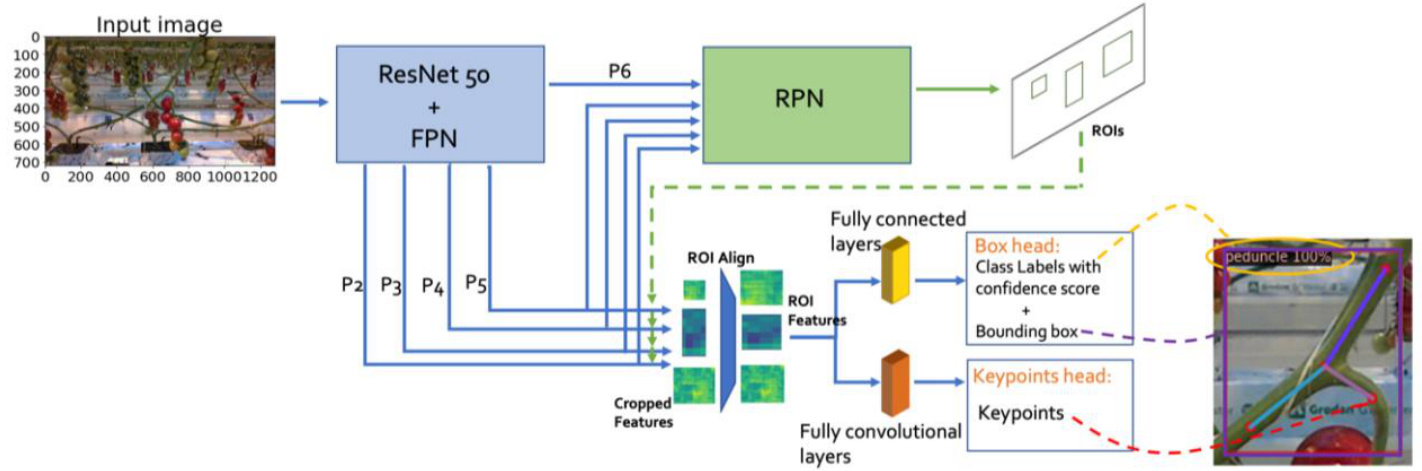 Input image
0
100
200
300
400
500
600
700
0 200 400 600 800 1000 1200
ResNet 50
+
FPN
P6
RPN
ROIs
P2
P3
P4
P5
ROI Align
Cropped
Features
ROI
Features
Fully connected
layers
Fully convolutional
layers
Box head:
Class Labels with
confidence score
+
Bounding box
Keypoints head:
Keypoints
peduncle 100%
Grodan